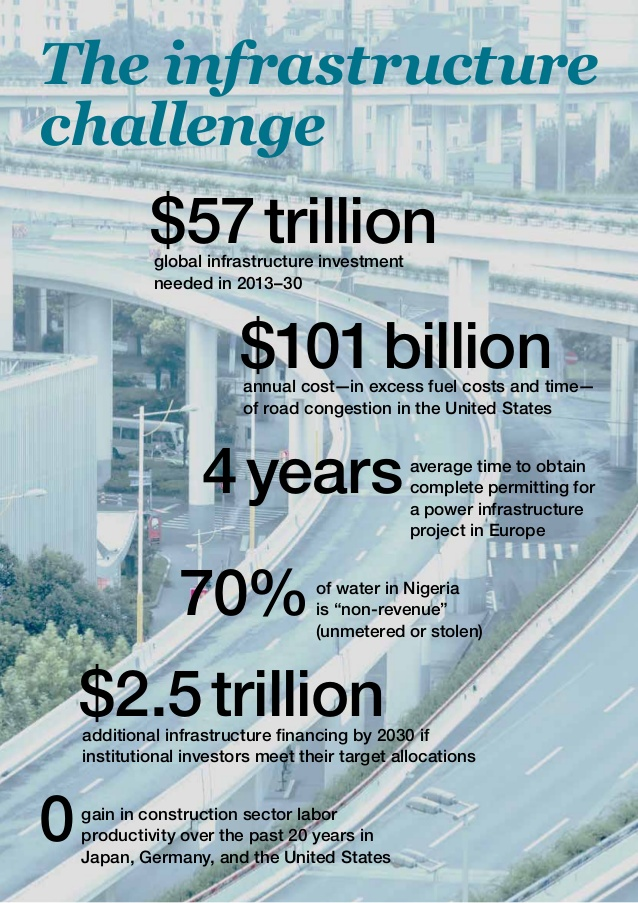 The infrastructure
challenge
$57 trillion
global infrastructure investment
needed in 2013–30
$101 billion
annual cost—in excess fuel costs and time—
of road congestion in the United States
4 years
average time to obtain
complete permitting for
a power infrastructure
project in Europe
70%
of water in Nigeria
is “non-revenue”
(unmetered or stolen)
$2.5 trillion
additional infrastructure financing by 2030 if
institutional investors meet their target allocations
0
gain in construction sector labor
productivity over the past 20 years in
Japan, Germany, and the United States